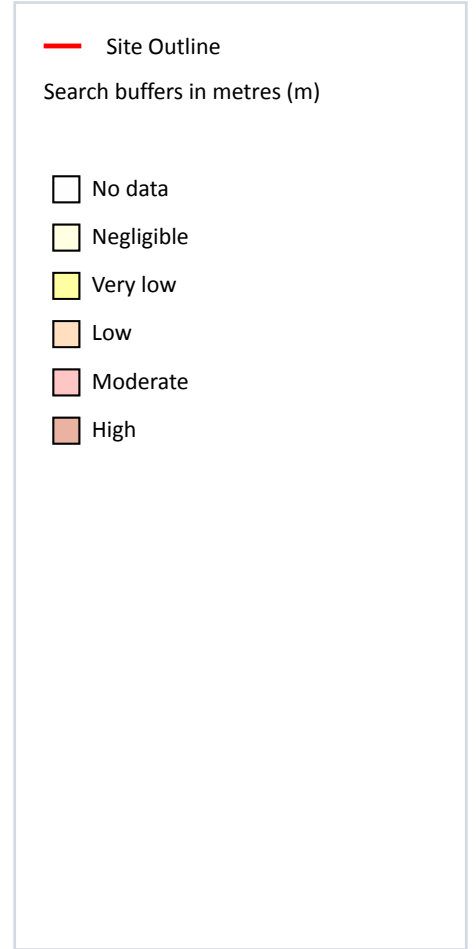 Site Outline
Search buffers in metres (m)
No data
Negligible
Very low
Low
Moderate
High